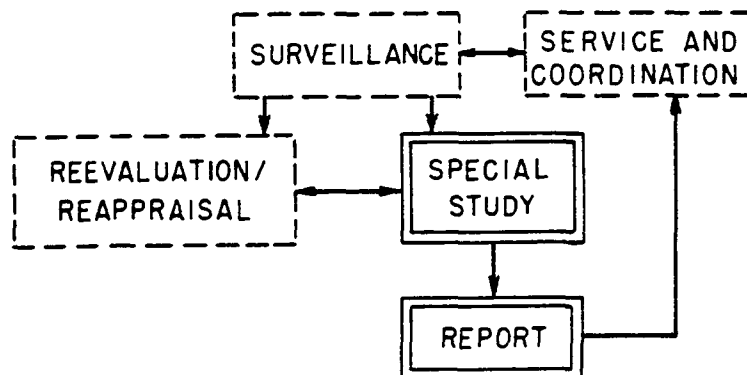 SURVEILLANCE
SERVICE AND
COORDINATION
REEVALUATION/
REAPPRAISAL
SPECIAL
STUDY
REPORT